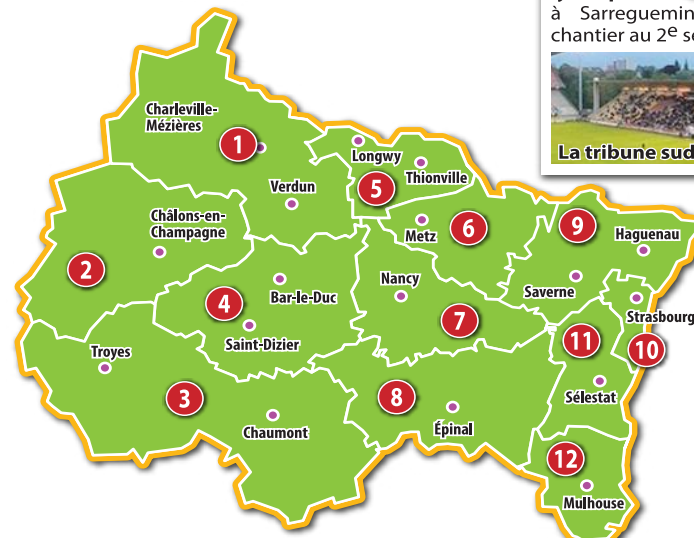 à Sarreguemin
chantier au 2e se
La tribune sud
Charleville-
Mézières
1
Longwy
Thionville
5
Verdun
Châlons-en-
Champagne
Metz
6
9
Haguenau
2
4
Bar-le-Duc
Nancy
Saverne
Strasbourg
Saint-Dizier
7
Troyes
11
10
3
8
Sélestat
Chaumont
Épinal
12
Mulhouse